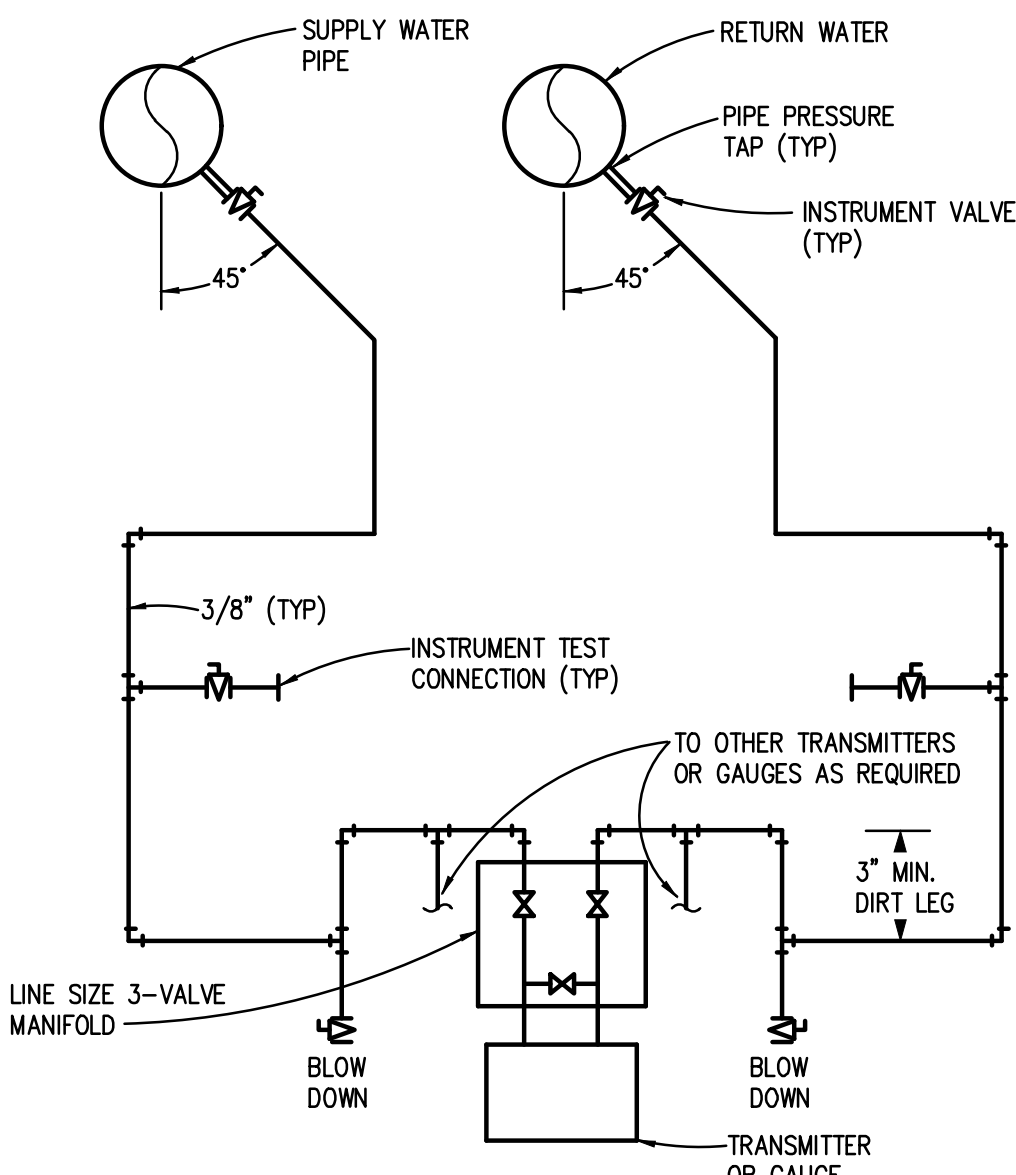 SUPPLY WATER
PIPE
RETURN WATER
PIPE PRESSURE
TAP (TYP)
INSTRUMENT VALVE
(TYP)
45°
45°
3/8" (TYP)
INSTRUMENT TEST
CONNECTION (TYP)
TO OTHER TRANSMITTERS
OR GAUGES AS REQUIRED
3" MIN.
DIRT LEG
LINE SIZE 3-VALVE
MANIFOLD
BLOW
DOWN
BLOW
DOWN
TRANSMITTER
OR GAUGE